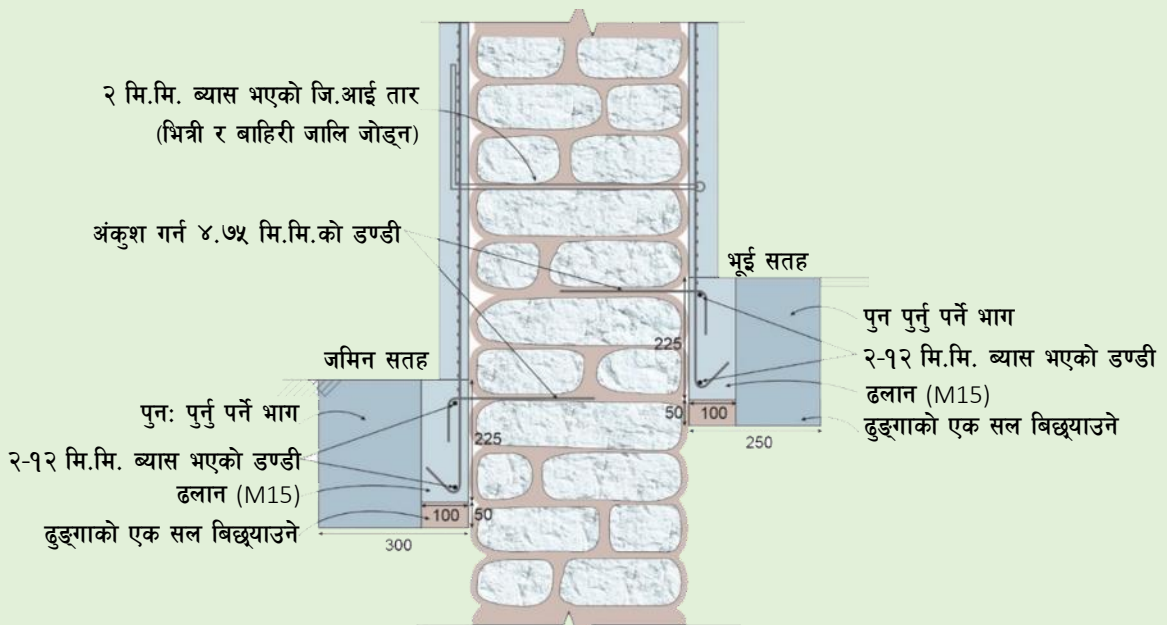 २ मि.मि. ब्यास भएको जि.आई तार
(भित्री र बाहिरी जालि जोड्न)
अंकुश गर्न ४.७५ मि.मि.को डण्डी
भूई सतह
पुन पुर्नु पर्ने भाग
२-१२ मि.मि. ब्यास भएको डण्डी
ढलान (M15)
ढुङ्गाको एक सल बिछ्याउने
225
50
100
250
जमिन सतह
पुन: पुर्नु पर्ने भाग
२-१२ मि.मि. ब्यास भएको डण्डी
ढलान (M15)
ढुङ्गाको एक सल बिछ्याउने
225
100
50
300